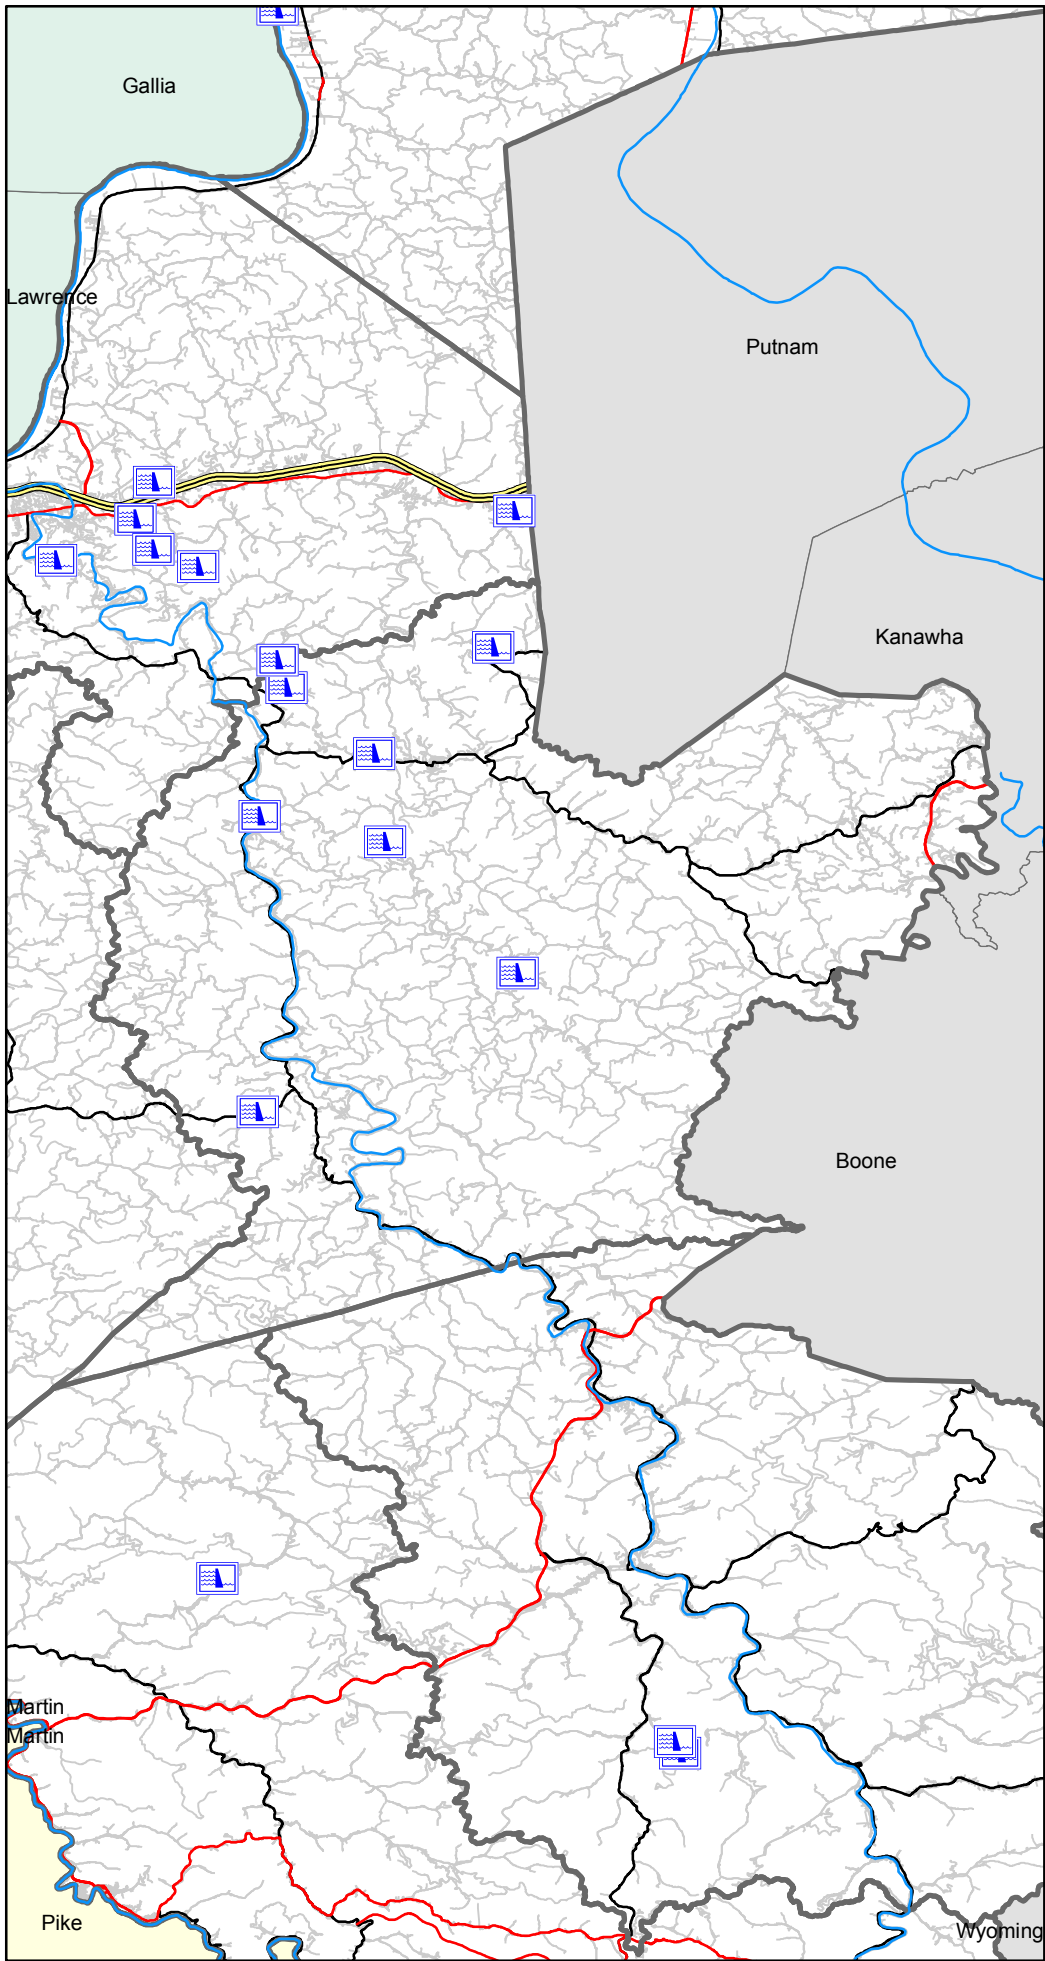 Gallia
Lawrence
Putnam
Kanawha
Boone
Martin
Martin
Pike
Wyoming